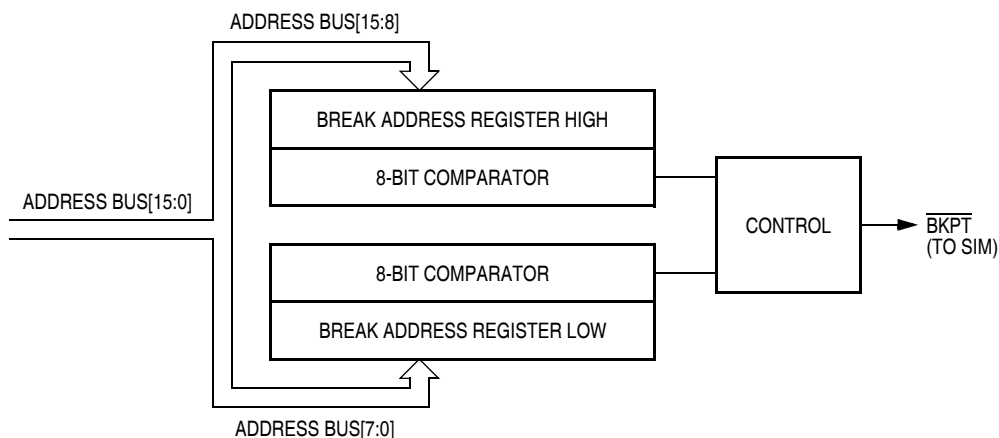 ADDRESS BUS[15:8]
BREAK ADDRESS REGISTER HIGH
8-BIT COMPARATOR
ADDRESS BUS[15:0]
CONTROL
BKPT
(TO SIM)
8-BIT COMPARATOR
BREAK ADDRESS REGISTER LOW
ADDRESS BUS[7:0]